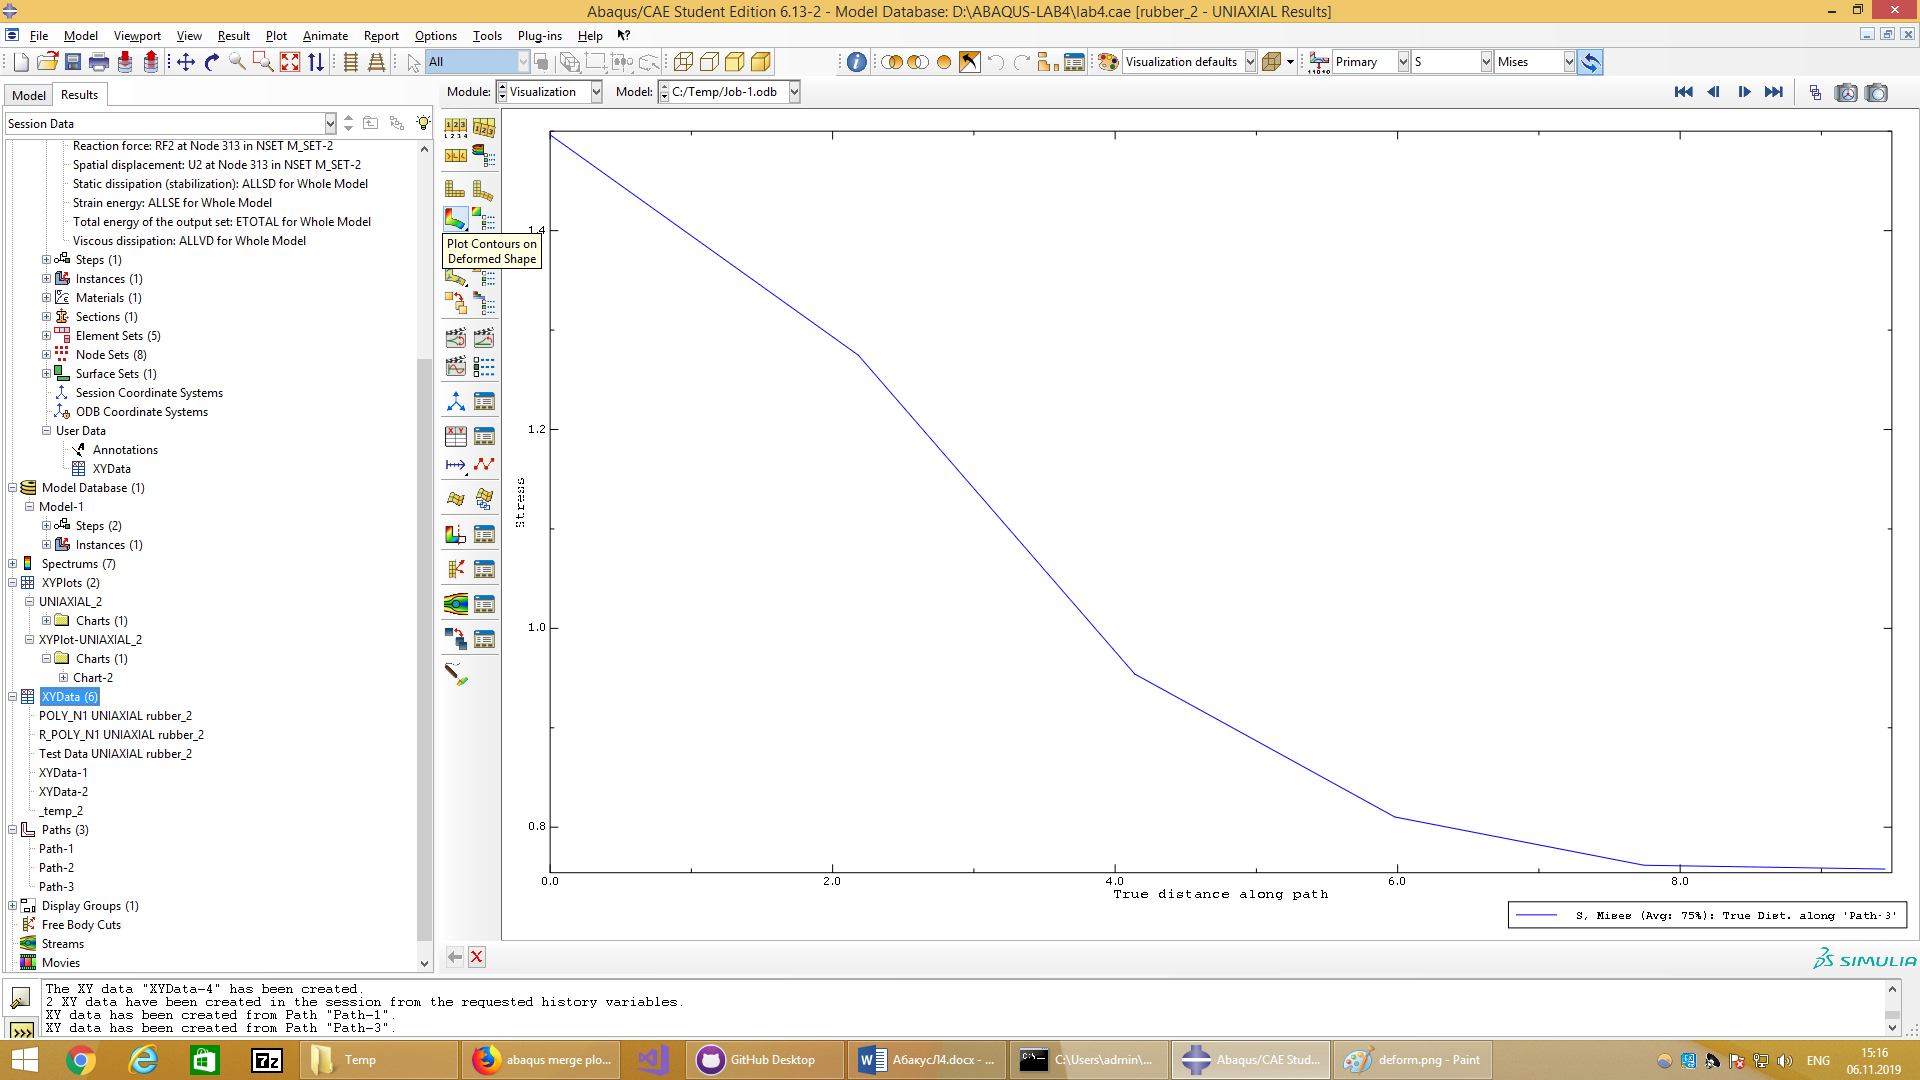 Abaqus/CAE Student Edition 6.13-2 - Model Database: D:\ABAQUS-LAB4\lab4.cae [rubber_2 - UNIAXIAL Results]
File Model Viewport View Result Plot Animate Report Options Tools Plug-ins Help
All
Visualization defaults Primary S Mises
Model Results
Module: Visualization Model: C:/Temp/Job-1.odb
Session Data
Reaction force: RF2 at Node 313 in NSET M_SET-2
Spatial displacement: U2 at Node 313 in NSET M_SET-2
Static dissipation (stabilization): ALLSD for Whole Model
Strain energy: ALLSE for Whole Model
Total energy of the output set: ETOTAL for Whole Model
Viscous dissipation: ALLVD for Whole Model
Steps (1)
Instances (1)
Materials (1)
Sections (1)
Element Sets (5)
Node Sets (8)
Surface Sets (1)
Session Coordinate Systems
ODB Coordinate Systems
User Data
Annotations
XYData
Model Database (1)
Model-1
Steps (2)
Instances (1)
Spectrums (7)
XYPlots (2)
UNIAXIAL_2
Charts (1)
XYPlot-UNIAXIAL_2
Charts (1)
Chart-2
XYData (6)
POLY_N1 UNIAXIAL rubber_2
R_POLY_N1 UNIAXIAL rubber_2
Test Data UNIAXIAL rubber_2
XYData-1
XYData-2
_temp_2
Paths (3)
Path-1
Path-2
Path-3
Display Groups (1)
Free Body Cuts
Streams
Movies
Plot Contours on
Deformed Shape
1.4
1.2
1.0
0.8
Stress
0.0 2.0 4.0 6.0 8.0
True distance along path
S, Mises (Avg: 75%): True Dist. along 'Path-3'
SIMULIA
The XY data "XYData-4" has been created.
2 XY data have been created in the session from the requested history variables.
XY data has been created from Path "Path-1".
XY data has been created from Path "Path-3".
>>>
7z Temp abaqus merge plo... GitHub Desktop АбакусЛ4.docx - ... C:\Users\admin\... Abaqus/CAE Stud... deform.png - Paint ENG
15:16
06.11.2019